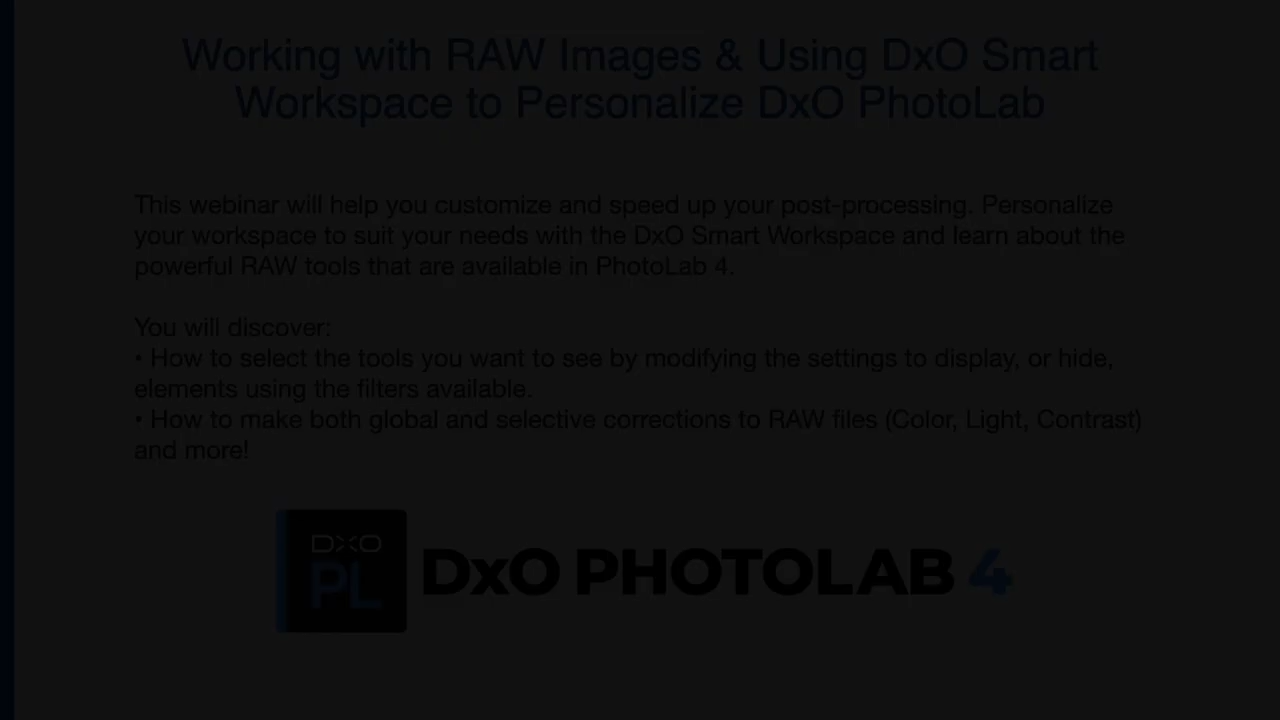 Working with RAW Images & Using DxO Smart
Workspace to Personalize DxO PhotoLab
This webinar will help you customize and speed up your post-processing. Personalize
your workspace to suit your needs with the DxO Smart Workspace and learn about the
powerful RAW tools that are available in PhotoLab 4.
You will discover:
• How to select the tools you want to see by modifying the settings to display, or hide,
elements using the filters available.
• How to make both global and selective corrections to RAW files (Color, Light, Contrast)
and more!
DXO
PL
DxO PHOTOLAB 4